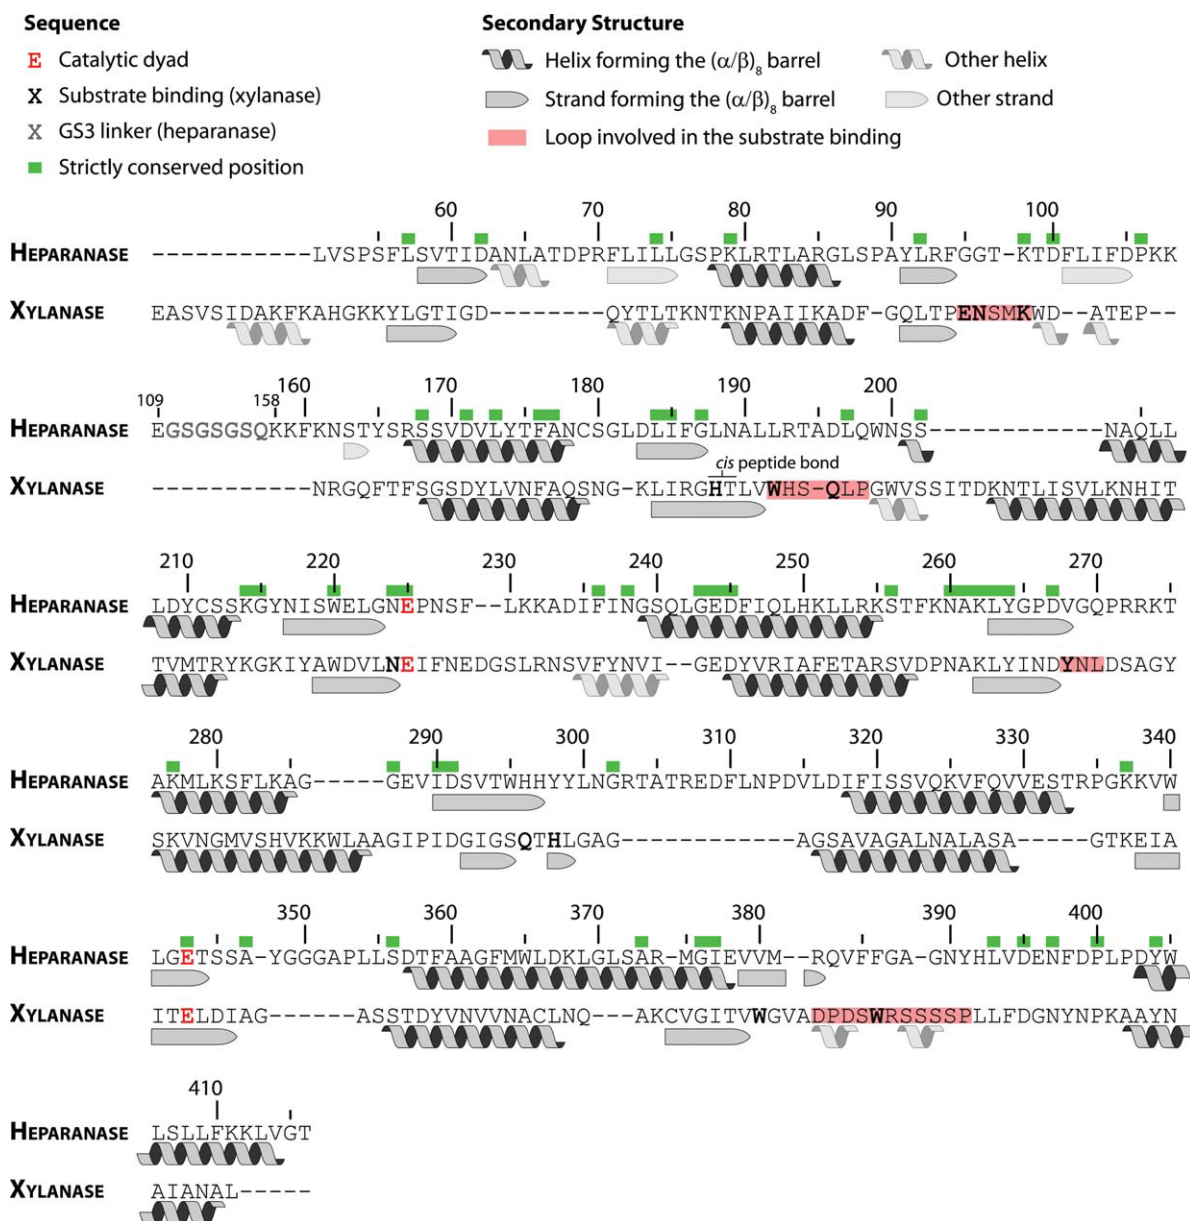 Sequence
E Catalytic dyad
X Substrate binding (xylanase)
X GS3 linker (heparanase)
Strictly conserved position
Secondary Structure
Helix forming the (α/β)8 barrel
Strand forming the (α/β)8 barrel
Loop involved in the substrate binding
Other helix
Other strand
60 70 80 90 100
HEPARANASE -----------LVSPSFLSVTIDANLATDPRFLILLGSPKLRTLARGLSPAYLRFGGT-KTDFLIFDPKK
XYLANASE EASVSIDAKFKAHGKKYLGTIGD--------QYTLTKNTKNPAIIKADF-GQLTPENSMKWD--ATEP--
109 158 160 170 180 190 200
HEPARANASE EGSGSGSQKKFKNSTYSRSSVDVLYTFANCSGLDLIFGLNALLRTADLQWNSS------------NAQLL
cis peptide bond
XYLANASE -----------NRGQFTFSGSDYLVNFAQSNG-KLIRGHTLVWHS-QLPGWVSSITDKNTLISVLKNHIT
210 220 230 240 250 260 270
HEPARANASE LDYCSSKGYNISWELGNEPNSF--LKKADIFINGSQLGEDFIQLHKLLRKSTFKNAKLYGPDVGQPRRKT
XYLANASE TVMTRYKGKIYAWDVLNEIFNEDGSLRNSVFYNVI--GEDYVRIAFETARSVDPNAKLYINDYNLDSAGY
280 290 300 310 320 330 340
HEPARANASE AKMLKSFLKAG-----GEVIDSVTWHHYYLNGRTATREDFLNPDVLDIFISSVQKVFQVVESTRPGKKVW
XYLANASE SKVNGMVSHVKKWLAAGIPIDGIGSQTHLGAG------------AGSAVAGALNALASA-----GTKEIA
350 360 370 380 390 400
HEPARANASE LGETSSA-YGGGAPLLSDTFAAGFMWLDKLGLSAR-MGIEVVM--RQVFFGA-GNYHLVDENFDPLPDYW
XYLANASE ITELDIAG------ASSTDYVNVVNACLNQ---AKCVGITVWGVADPDSWRSSSSPLLFDGNYNPKAAYN
410
HEPARANASE LSLLFKKLVGT
XYLANASE AIANAL-----